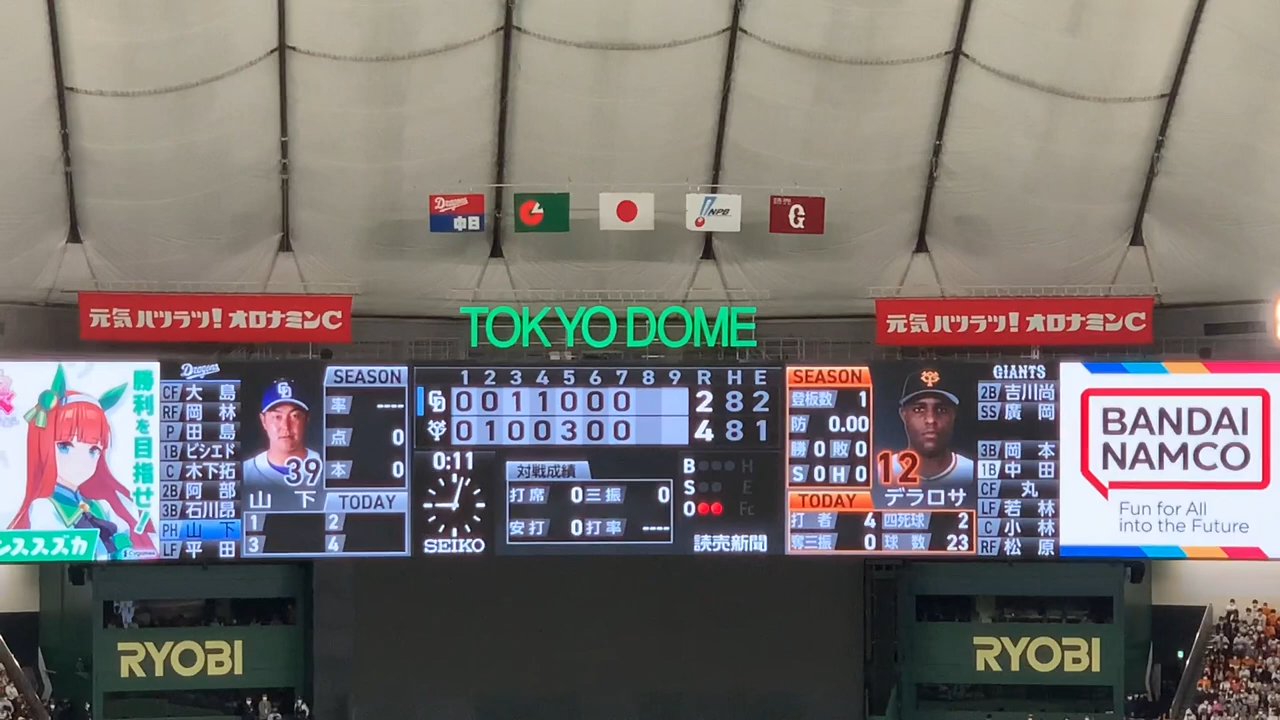 Dragons
中日
NPB
G
元気ハツラツ!オロナミンC
TOKYO DOME
元気ハツラツ!オロナミンC
勝利を目指せ!
ンススズカ
Cygames
Dragons
CF 大島
RF 岡林
P 田島
1B ビシエド
C 木下拓
2B 阿部
3B 石川昂
PH 山下
LF 平田
CD
39
山下
SEASON
率 ----
点 0
本 0
TODAY
1 2
3 4
1 2 3 4 5 6 7 8 9 R H E
CD 0 0 1 1 0 0 0 2 8 2
0 1 0 0 3 0 0 4 8 1
0:11
SEIKO
対戦成績
打席 0 三振 0
安打 0 打率 ----
B H
S E
O Fc
読売新聞
SEASON
登板数 1
防 0.00
勝 0 敗 0
S 0 H 0
12
デラロサ
TODAY
打者 4 四死球 2
奪三振 0 球数 23
GIANTS
2B 吉川尚
SS 廣岡
3B 岡本
1B 中田
CF 丸
LF 若林
C 小林
RF 松原
BANDAI
NAMCO
Fun for All
into the Future
RYOBI
RYOBI